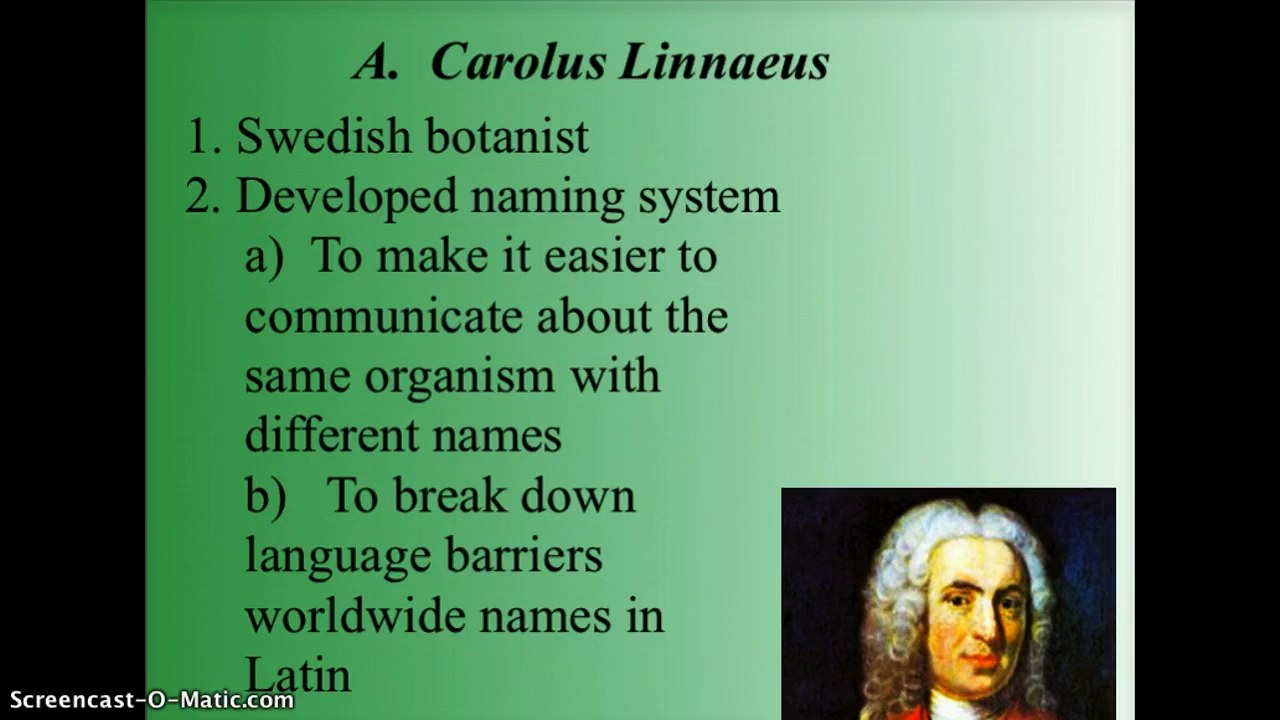 A. Carolus Linnaeus
1. Swedish botanist
2. Developed naming system
a) To make it easier to
communicate about the
same organism with
different names
b) To break down
language barriers
worldwide names in
Latin
Screencast-O-Matic.com